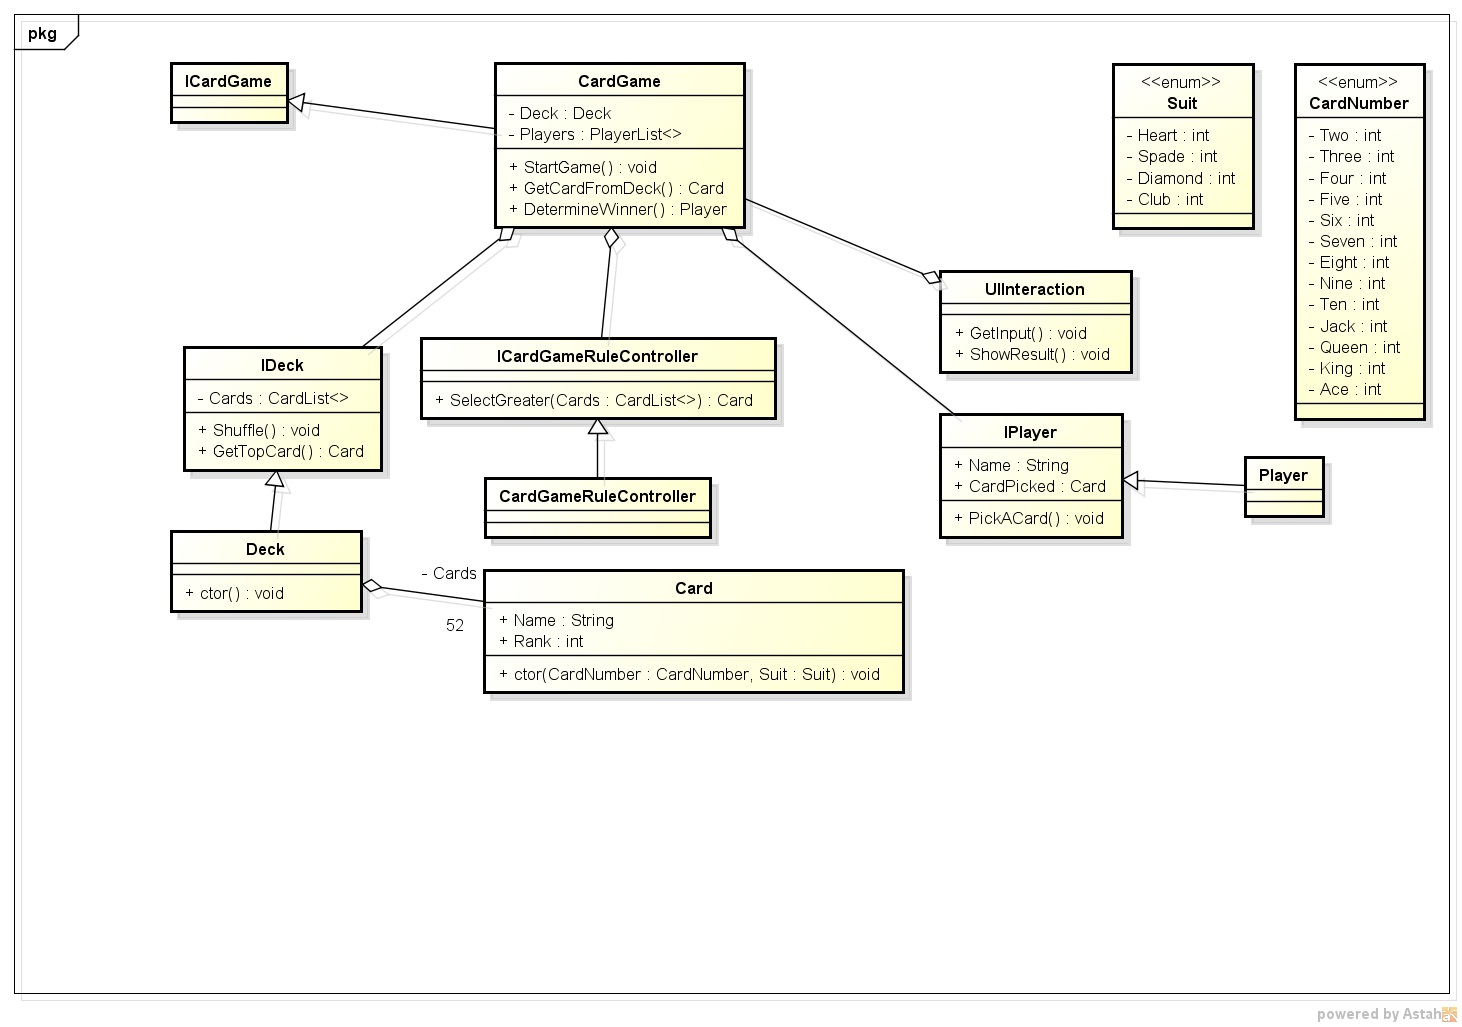 pkg
ICardGame
CardGame
- Deck : Deck
- Players : PlayerList<>
+ StartGame() : void
+ GetCardFromDeck() : Card
+ DetermineWinner() : Player
<<enum>>
Suit
- Heart : int
- Spade : int
- Diamond : int
- Club : int
<<enum>>
CardNumber
- Two : int
- Three : int
- Four : int
- Five : int
- Six : int
- Seven : int
- Eight : int
- Nine : int
- Ten : int
- Jack : int
- Queen : int
- King : int
- Ace : int
UIInteraction
+ GetInput() : void
+ ShowResult() : void
IDeck
- Cards : CardList<>
+ Shuffle() : void
+ GetTopCard() : Card
ICardGameRuleController
+ SelectGreater(Cards : CardList<>) : Card
IPlayer
+ Name : String
+ CardPicked : Card
+ PickACard() : void
Player
CardGameRuleController
Deck
+ ctor() : void
- Cards
52
Card
+ Name : String
+ Rank : int
+ ctor(CardNumber : CardNumber, Suit : Suit) : void
powered by Astah